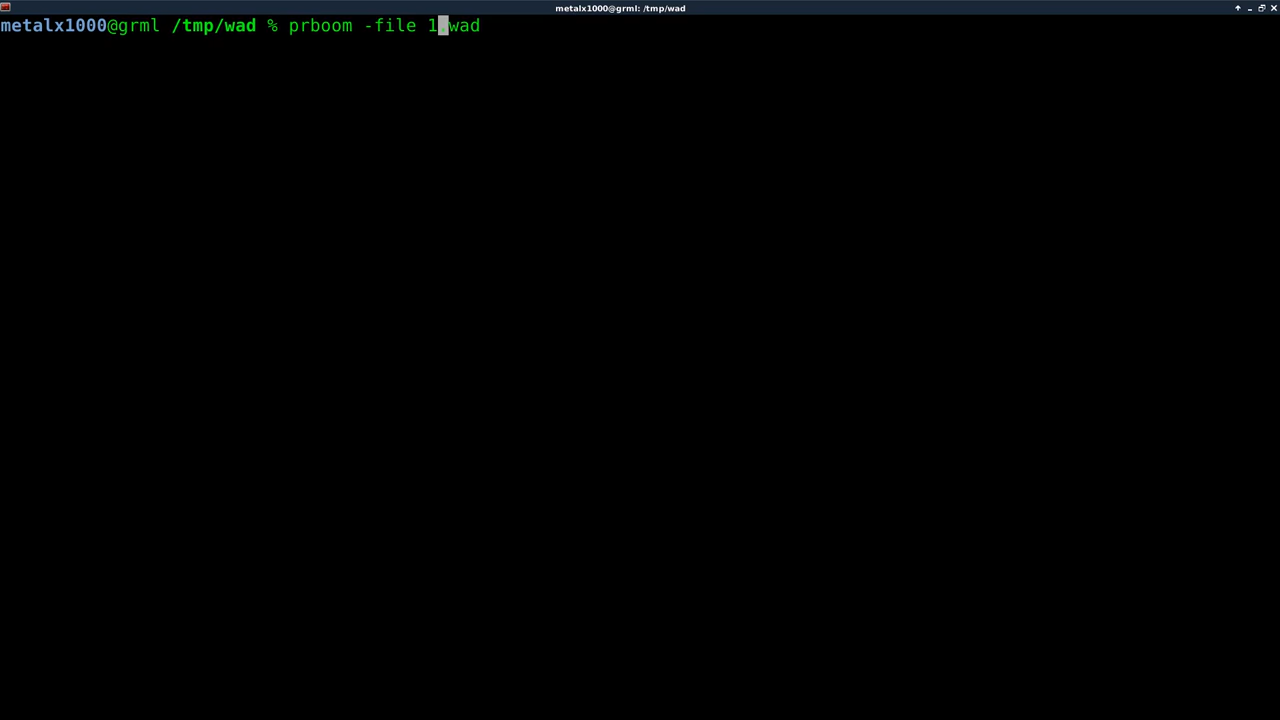 metalx1000@grml: /tmp/wad
metalx1000@grml /tmp/wad % prboom -file 1.wad